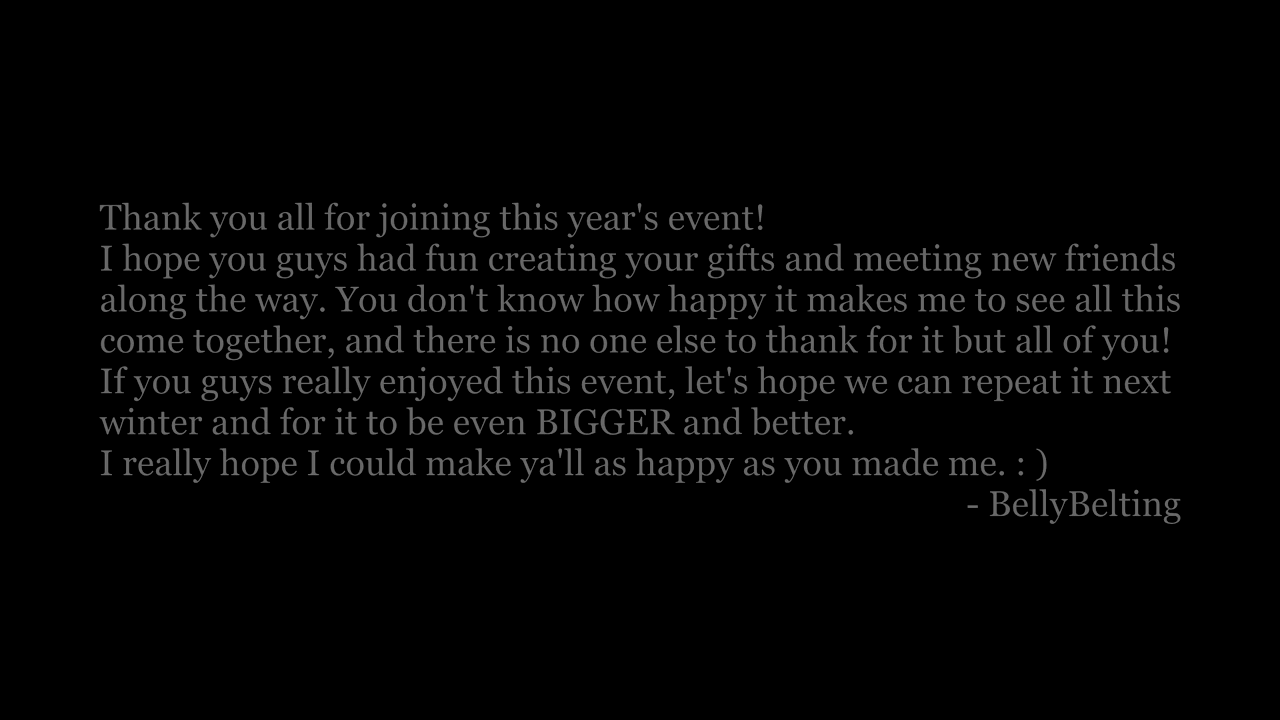 Thank you all for joining this year's event!
I hope you guys had fun creating your gifts and meeting new friends
along the way. You don't know how happy it makes me to see all this
come together, and there is no one else to thank for it but all of you!
If you guys really enjoyed this event, let's hope we can repeat it next
winter and for it to be even BIGGER and better.
I really hope I could make ya'll as happy as you made me. : )
- BellyBelting